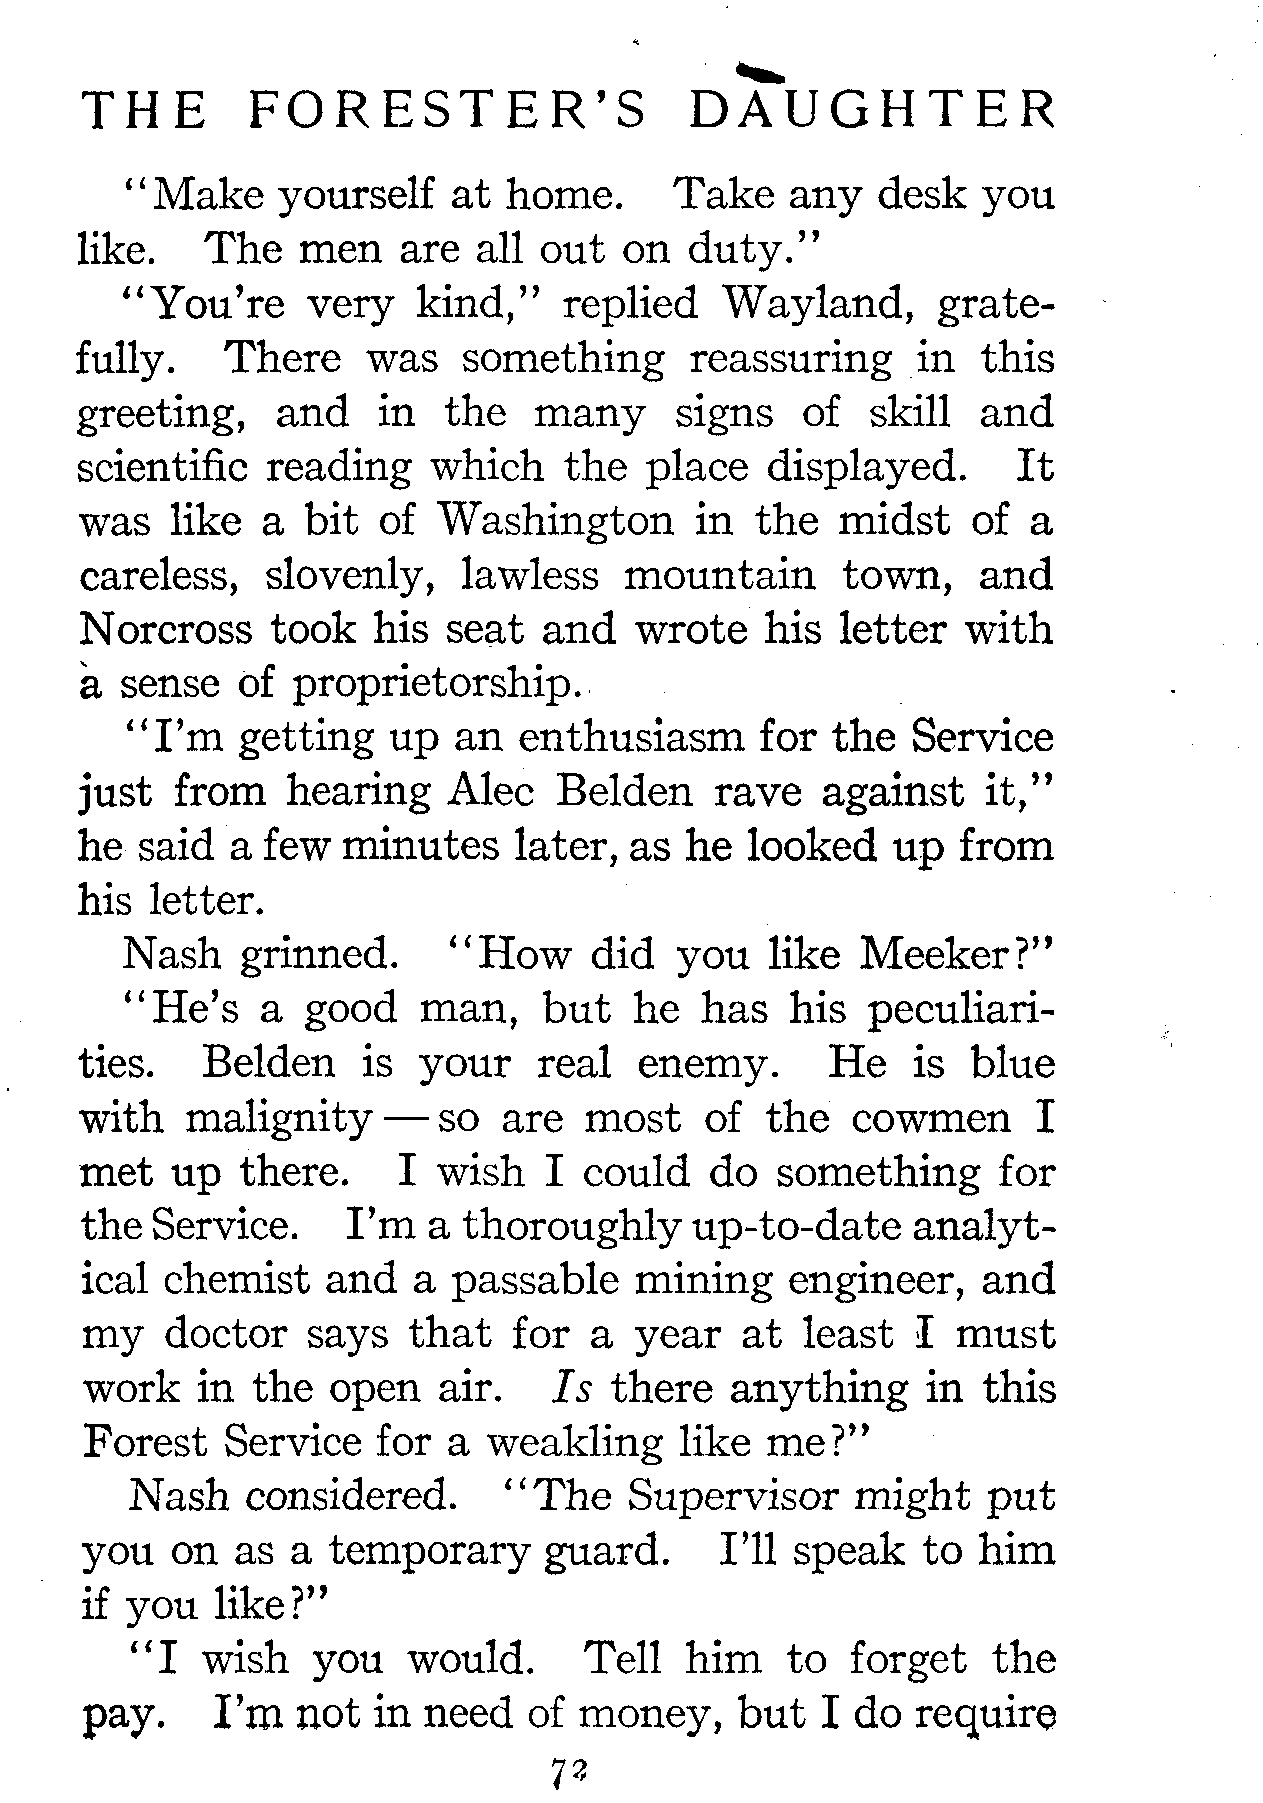 THE FORESTER'S DAUGHTER
"Make yourself at home. Take any desk you
like. The men are all out on duty."
"You're very kind," replied Wayland, grate-
fully. There was something reassuring in this
greeting, and in the many signs of skill and
scientific reading which the place displayed. It
was like a bit of Washington in the midst of a
careless, slovenly, lawless mountain town, and
Norcross took his seat and wrote his letter with
a sense of proprietorship.
"I'm getting up an enthusiasm for the Service
just from hearing Alec Belden rave against it,"
he said a few minutes later, as he looked up from
his letter.
Nash grinned. "How did you like Meeker?"
"He's a good man, but he has his peculiari-
ties. Belden is your real enemy. He is blue
with malignity — so are most of the cowmen I
met up there. I wish I could do something for
the Service. I'm a thoroughly up-to-date analyt-
ical chemist and a passable mining engineer, and
my doctor says that for a year at least I must
work in the open air. Is there anything in this
Forest Service for a weakling like me?"
Nash considered. "The Supervisor might put
you on as a temporary guard. I'll speak to him
if you like?"
"I wish you would. Tell him to forget the
pay. I'm not in need of money, but I do require
72